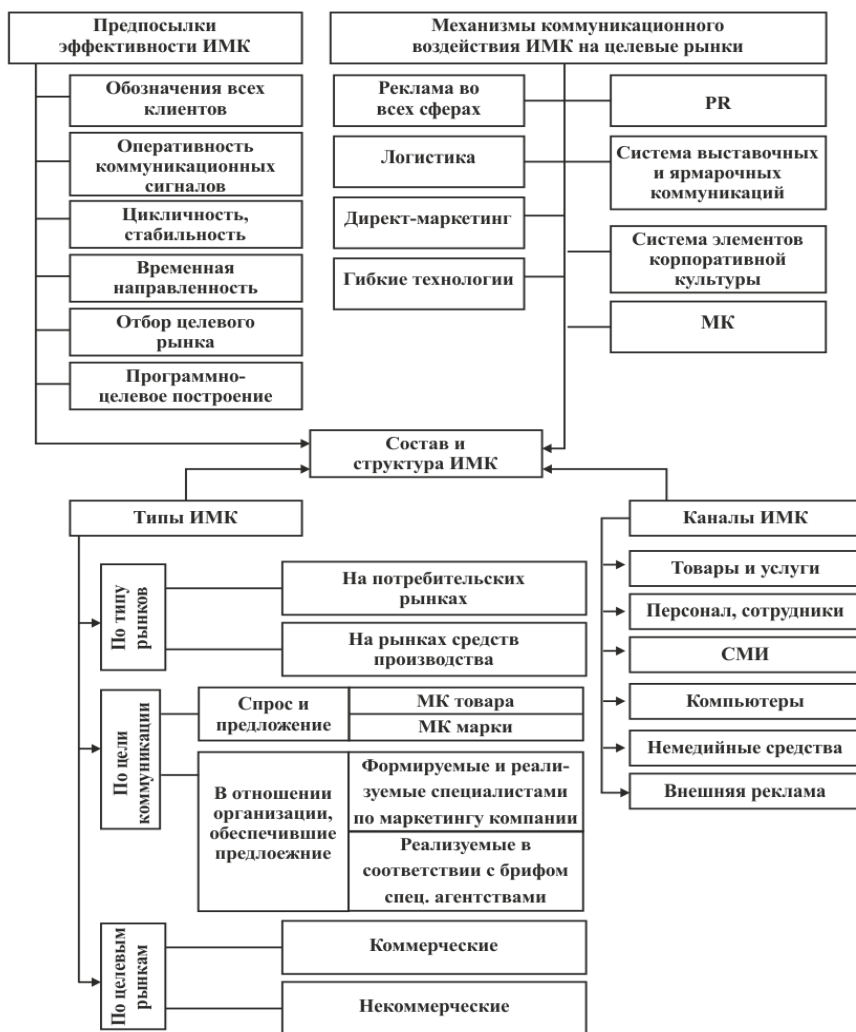 Предпосылки
эффективности ИМК
Механизмы коммуникационного
воздействия ИМК на целевые рынки
Обозначения всех
клиентов
Оперативность
коммуникационных
сигналов
Цикличность,
стабильность
Временная
направленность
Отбор целевого
рынка
Программно-
целевое построение
Реклама во
всех сферах
Логистика
Директ-маркетинг
Гибкие технологии
PR
Система выставочных
и ярмарочных
коммуникаций
Система элементов
корпоративной
культуры
МК
Состав и
структура ИМК
Типы ИМК
По типу
рынков
На потребительских
рынках
На рынках средств
производства
По цели
коммуникации
Спрос и
предложение
МК товара
МК марки
В отношении
организации,
обеспечившие
предлоежние
Формируемые и реали-
зуемые специалистами
по маркетингу компании
Реализуемые в
соответствии с брифом
спец. агентствами
По целевым
рынкам
Коммерческие
Некоммерческие
Каналы ИМК
Товары и услуги
Персонал, сотрудники
СМИ
Компьютеры
Немедийные средства
Внешняя реклама